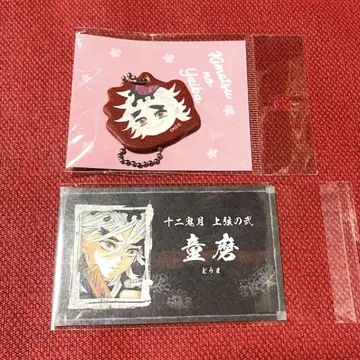 Kimetsu
no
Yaiba
十二鬼月 上弦の弐
童磨
どうま